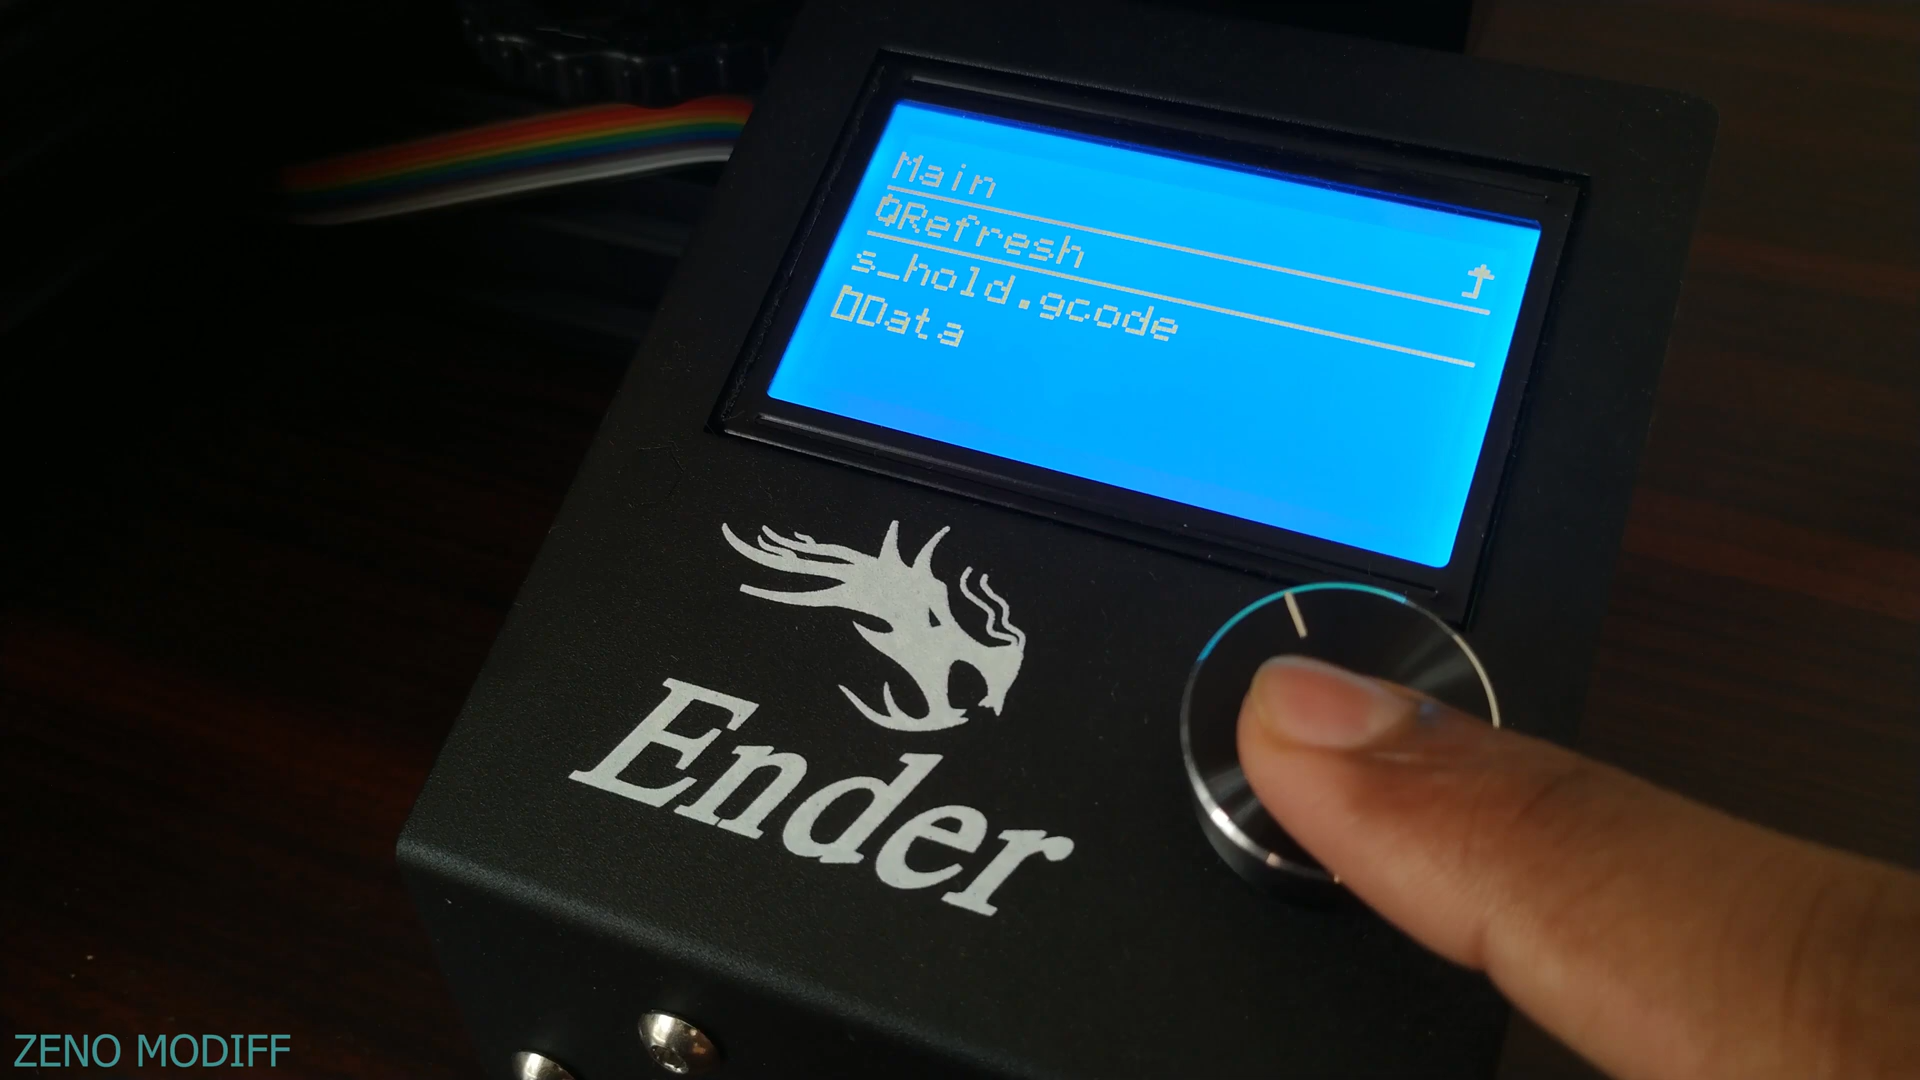 Main
Refresh
s_hold.gcode
Data
Ender
ZENO MODIFF